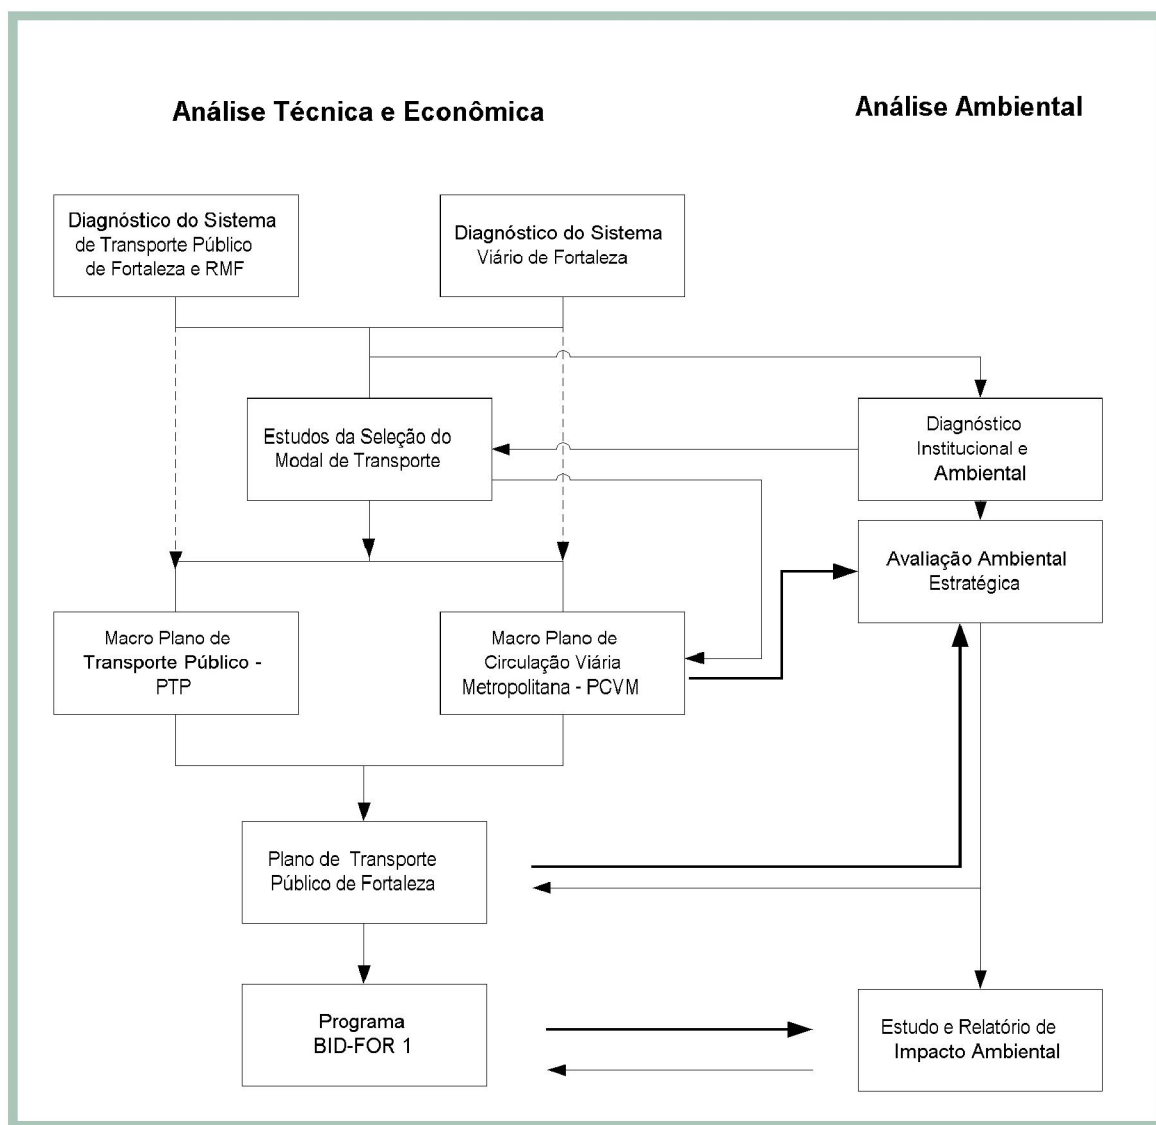 Análise Técnica e Econômica
Análise Ambiental
Diagnóstico do Sistema
de Transporte Público
de Fortaleza e RMF
Diagnóstico do Sistema
Viário de Fortaleza
Estudos da Seleção do
Modal de Transporte
Diagnóstico
Institucional e
Ambiental
Avaliação Ambiental
Estratégica
Macro Plano de
Transporte Público -
PTP
Macro Plano de
Circulação Viária
Metropolitana - PCVM
Plano de Transporte
Público de Fortaleza
Programa
BID-FOR 1
Estudo e Relatório de
Impacto Ambiental